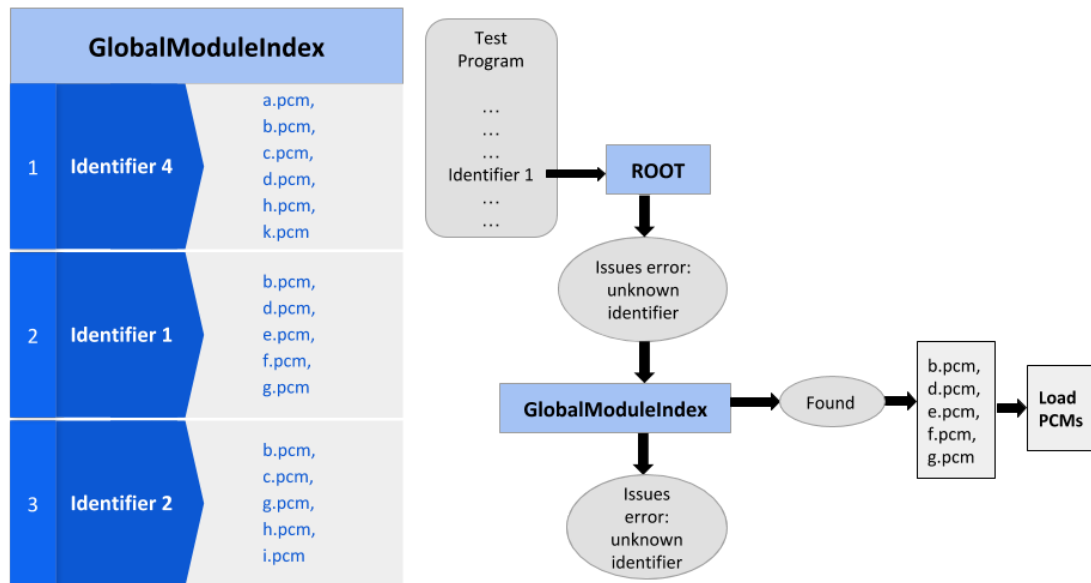 GlobalModuleIndex
1
Identifier 4
a.pcm,
b.pcm,
c.pcm,
d.pcm,
h.pcm,
k.pcm
2
Identifier 1
b.pcm,
d.pcm,
e.pcm,
f.pcm,
g.pcm
3
Identifier 2
b.pcm,
c.pcm,
g.pcm,
h.pcm,
i.pcm
Test
Program
...
...
...
Identifier 1
...
...
ROOT
Issues error:
unknown
identifier
GlobalModuleIndex
Found
b.pcm,
d.pcm,
e.pcm,
f.pcm,
g.pcm
Load
PCMs
Issues
error:
unknown
identifier